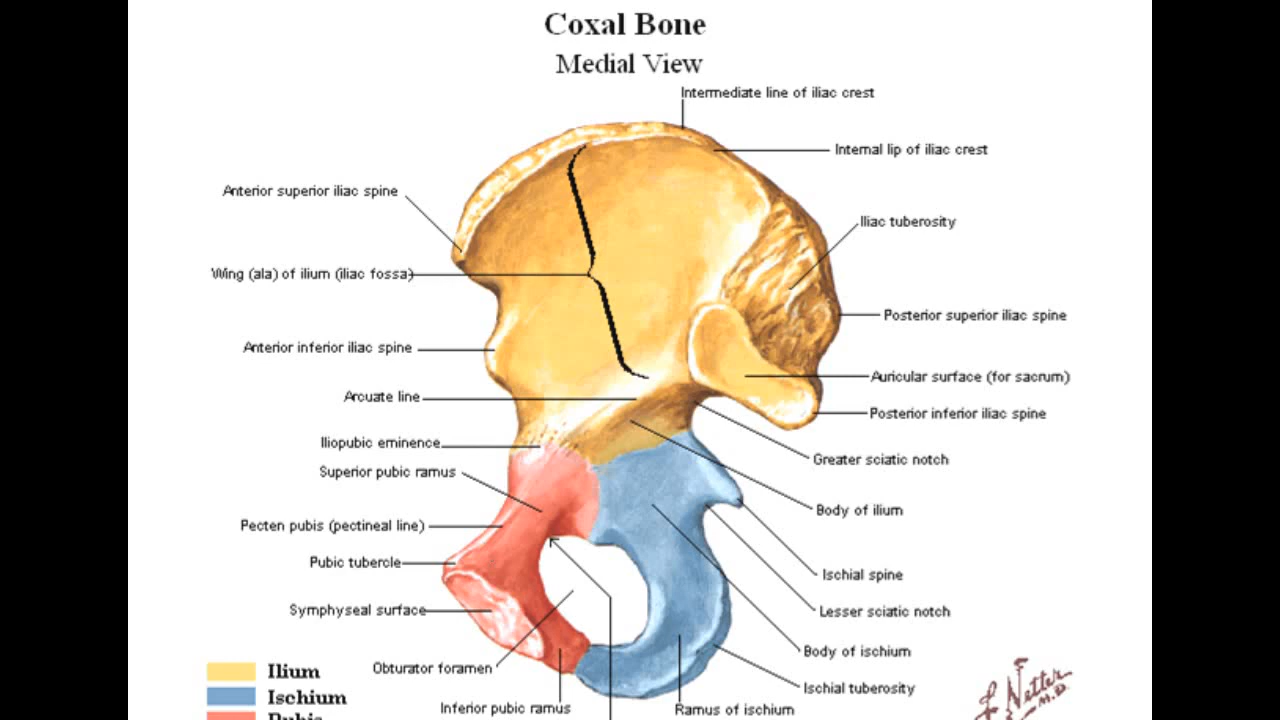 Coxal Bone
Medial View
Intermediate line of iliac crest
Internal lip of iliac crest
Anterior superior iliac spine
Iliac tuberosity
Wing (ala) of ilium (iliac fossa)
Posterior superior iliac spine
Anterior inferior iliac spine
Auricular surface (for sacrum)
Arcuate line
Posterior inferior iliac spine
Iliopubic eminence
Greater sciatic notch
Superior pubic ramus
Body of ilium
Pecten pubis (pectineal line)
Pubic tubercle
Ischial spine
Symphyseal surface
Lesser sciatic notch
Body of ischium
Obturator foramen
Ilium
Ischial tuberosity
Ischium
Inferior pubic ramus
Ramus of ischium
Pubis
F. Netter
M.D.